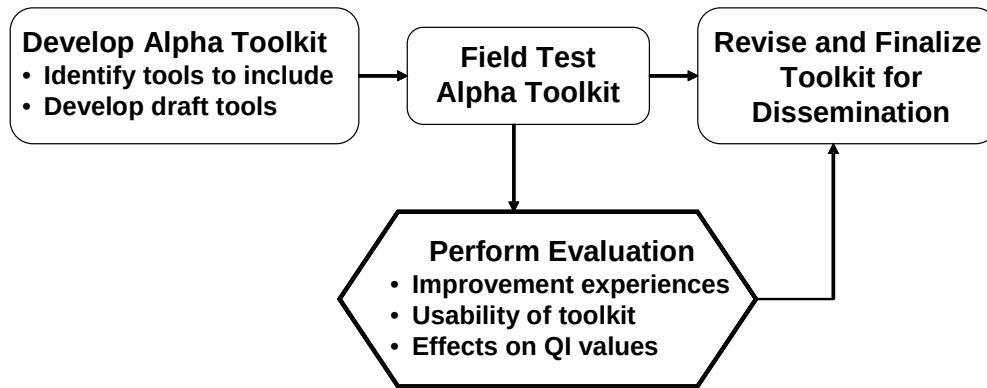 Develop Alpha Toolkit
• Identify tools to include
• Develop draft tools
Field Test
Alpha Toolkit
Revise and Finalize
Toolkit for
Dissemination
Perform Evaluation
• Improvement experiences
• Usability of toolkit
• Effects on QI values